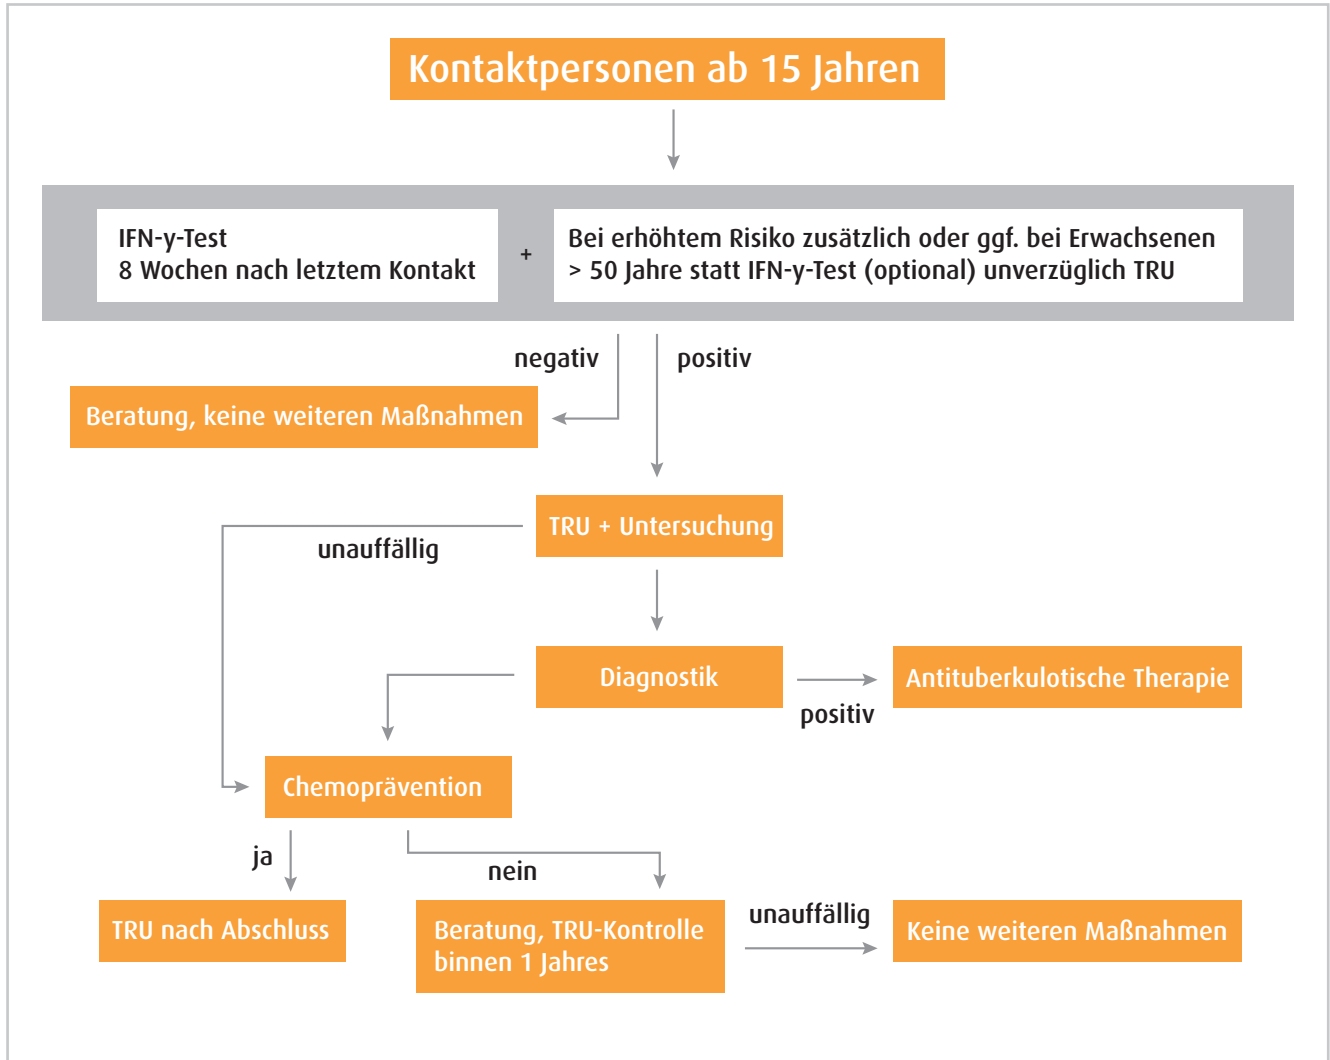 Kontaktpersonen ab 15 Jahren
IFN-y-Test
8 Wochen nach letztem Kontakt
+
Bei erhöhtem Risiko zusätzlich oder ggf. bei Erwachsenen
> 50 Jahre statt IFN-y-Test (optional) unverzüglich TRU
negativ
positiv
Beratung, keine weiteren Maßnahmen
TRU + Untersuchung
unauffällig
Diagnostik
positiv
Antituberkulotische Therapie
Chemoprävention
ja
nein
TRU nach Abschluss
Beratung, TRU-Kontrolle
binnen 1 Jahres
unauffällig
Keine weiteren Maßnahmen